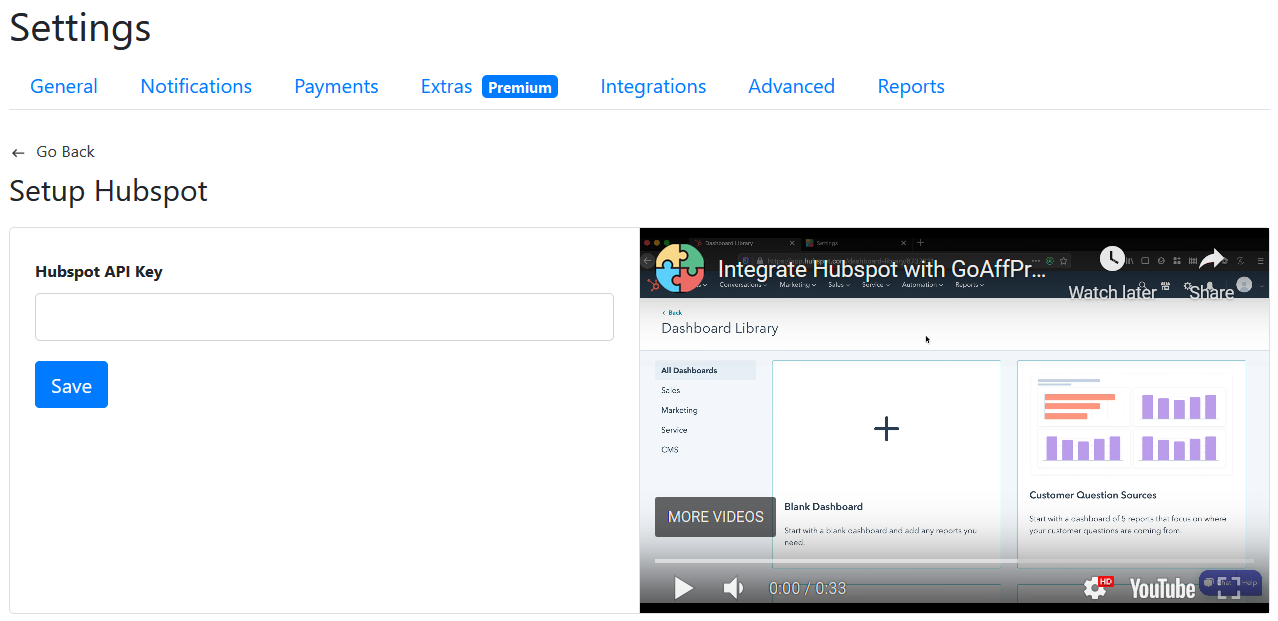 Settings
General Notifications Payments Extras Premium Integrations Advanced Reports
← Go Back
Setup Hubspot
Hubspot API Key
Save
Dashboard Library Settings
Integrate Hubspot with GoAffPr...
Watch later Share
Conversations Marketing Sales Service Automation Reports
Back
Dashboard Library
All Dashboards
Sales
Marketing
Service
CMS
Blank Dashboard
Start with a blank dashboard and add any reports you
need.
Customer Question Sources
Start with a dashboard of 5 reports that focus on where
your customer questions are coming from.
MORE VIDEOS
0:00 / 0:33
HD
YouTube